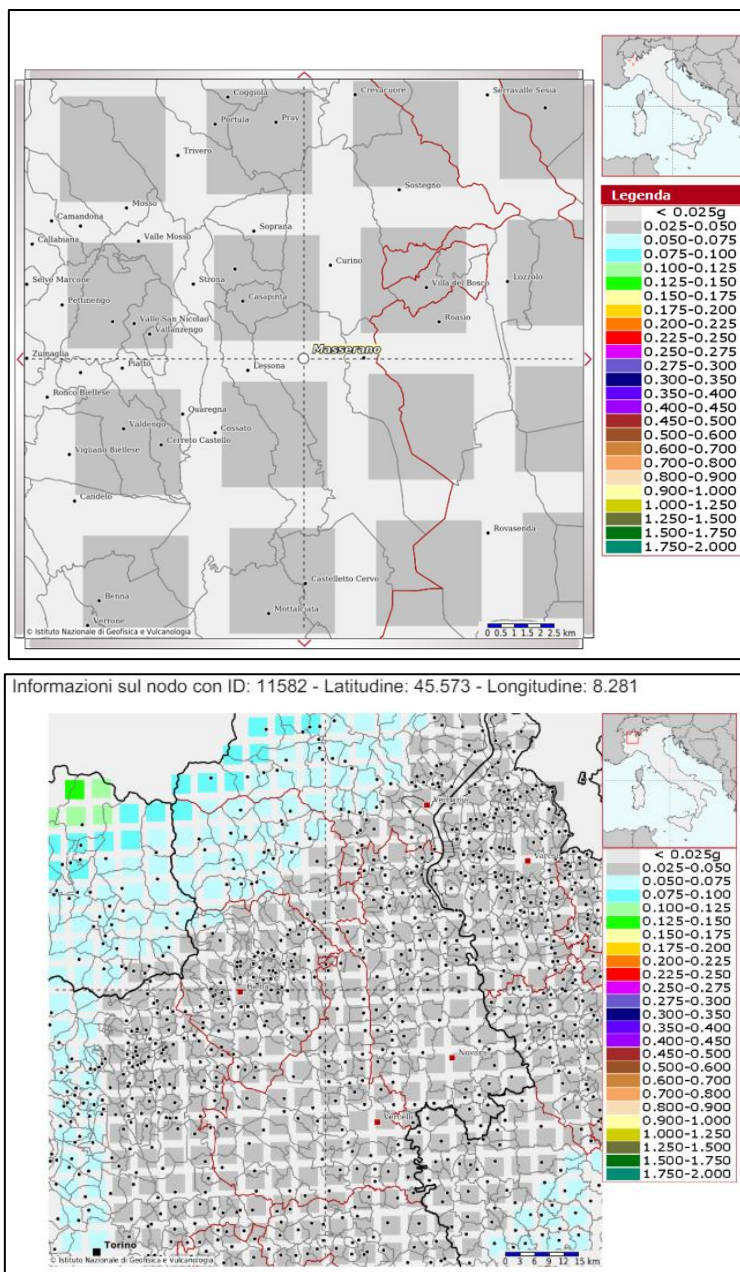 Coggiola
Crevacuore
Serravalle Sesia
Portula
Pray
Trivero
Sostegno
Mosso
Camandona
Soprana
Callabiana
Valle Mosso
Curino
Selve Marcone
Strona
Villa del Bosco
Lozzolo
Pettinengo
Casapinta
Valle San Nicolao
Roasio
Vallanzengo
Masserano
Zumaglia
Piatto
Lessona
Ronco Biellese
Quaregna
Valdengo
Cossato
Cerreto Castello
Vigliano Biellese
Candelo
Rovasenda
Castelletto Cervo
Benna
Mottalciata
Verrone
© Istituto Nazionale di Geofisica e Vulcanologia
0 0.5 1 1.5 2 2.5 km
Legenda
< 0.025g
0.025-0.050
0.050-0.075
0.075-0.100
0.100-0.125
0.125-0.150
0.150-0.175
0.175-0.200
0.200-0.225
0.225-0.250
0.250-0.275
0.275-0.300
0.300-0.350
0.350-0.400
0.400-0.450
0.450-0.500
0.500-0.600
0.600-0.700
0.700-0.800
0.800-0.900
0.900-1.000
1.000-1.250
1.250-1.500
1.500-1.750
1.750-2.000
Informazioni sul nodo con ID: 11582 - Latitudine: 45.573 - Longitudine: 8.281
Novara
Vercelli
Torino
© Istituto Nazionale di Geofisica e Vulcanologia
0 3 6 9 12 15 km
< 0.025g
0.025-0.050
0.050-0.075
0.075-0.100
0.100-0.125
0.125-0.150
0.150-0.175
0.175-0.200
0.200-0.225
0.225-0.250
0.250-0.275
0.275-0.300
0.300-0.350
0.350-0.400
0.400-0.450
0.450-0.500
0.500-0.600
0.600-0.700
0.700-0.800
0.800-0.900
0.900-1.000
1.000-1.250
1.250-1.500
1.500-1.750
1.750-2.000